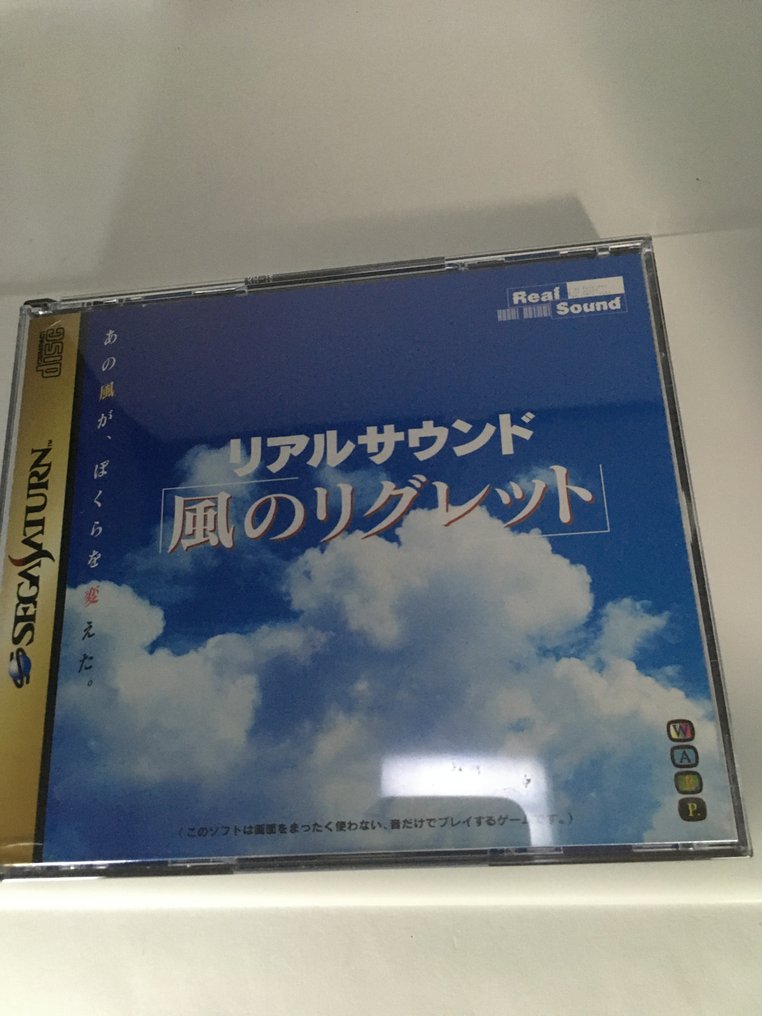 COMPACT
disc
SEGA SATURN™
あの風が、ぼくらを変えた。
Real
Sound
リアルサウンド
「風のリグレット」
W
A
R
P.
(このソフトは画面をまったく使わない、音だけでプレイするゲームです。)